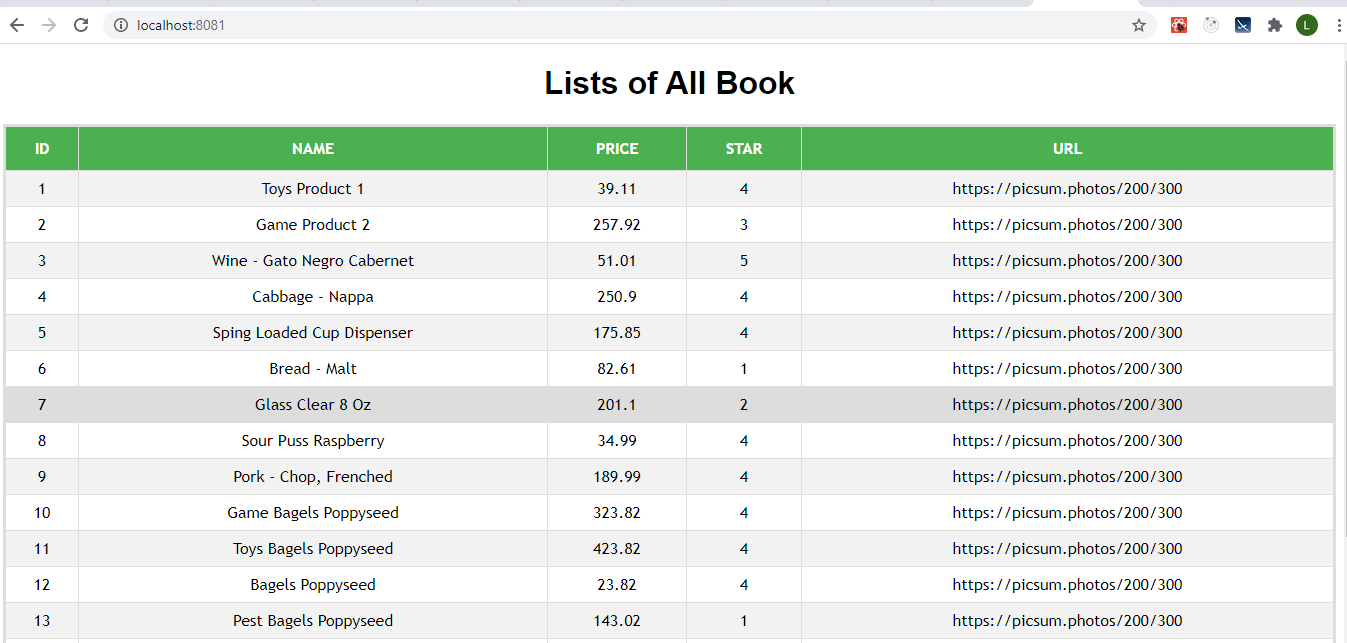 localhost:8081
L
Lists of All Book
ID NAME PRICE STAR URL
1 Toys Product 1 39.11 4 https://picsum.photos/200/300
2 Game Product 2 257.92 3 https://picsum.photos/200/300
3 Wine - Gato Negro Cabernet 51.01 5 https://picsum.photos/200/300
4 Cabbage - Nappa 250.9 4 https://picsum.photos/200/300
5 Sping Loaded Cup Dispenser 175.85 4 https://picsum.photos/200/300
6 Bread - Malt 82.61 1 https://picsum.photos/200/300
7 Glass Clear 8 Oz 201.1 2 https://picsum.photos/200/300
8 Sour Puss Raspberry 34.99 4 https://picsum.photos/200/300
9 Pork - Chop, Frenched 189.99 4 https://picsum.photos/200/300
10 Game Bagels Poppyseed 323.82 4 https://picsum.photos/200/300
11 Toys Bagels Poppyseed 423.82 4 https://picsum.photos/200/300
12 Bagels Poppyseed 23.82 4 https://picsum.photos/200/300
13 Pest Bagels Poppyseed 143.02 1 https://picsum.photos/200/300